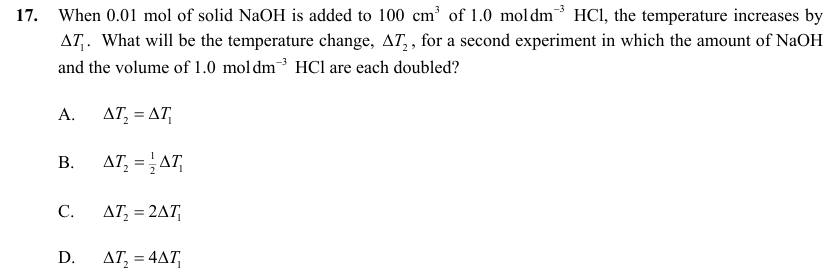 17. When 0.01 mol of solid NaOH is added to 100 cm³ of 1.0 mol dm⁻³ HCl, the temperature increases by
ΔT₁. What will be the temperature change, ΔT₂, for a second experiment in which the amount of NaOH
and the volume of 1.0 mol dm⁻³ HCl are each doubled?
A. ΔT₂ = ΔT₁
B. ΔT₂ = ½ ΔT₁
C. ΔT₂ = 2ΔT₁
D. ΔT₂ = 4ΔT₁